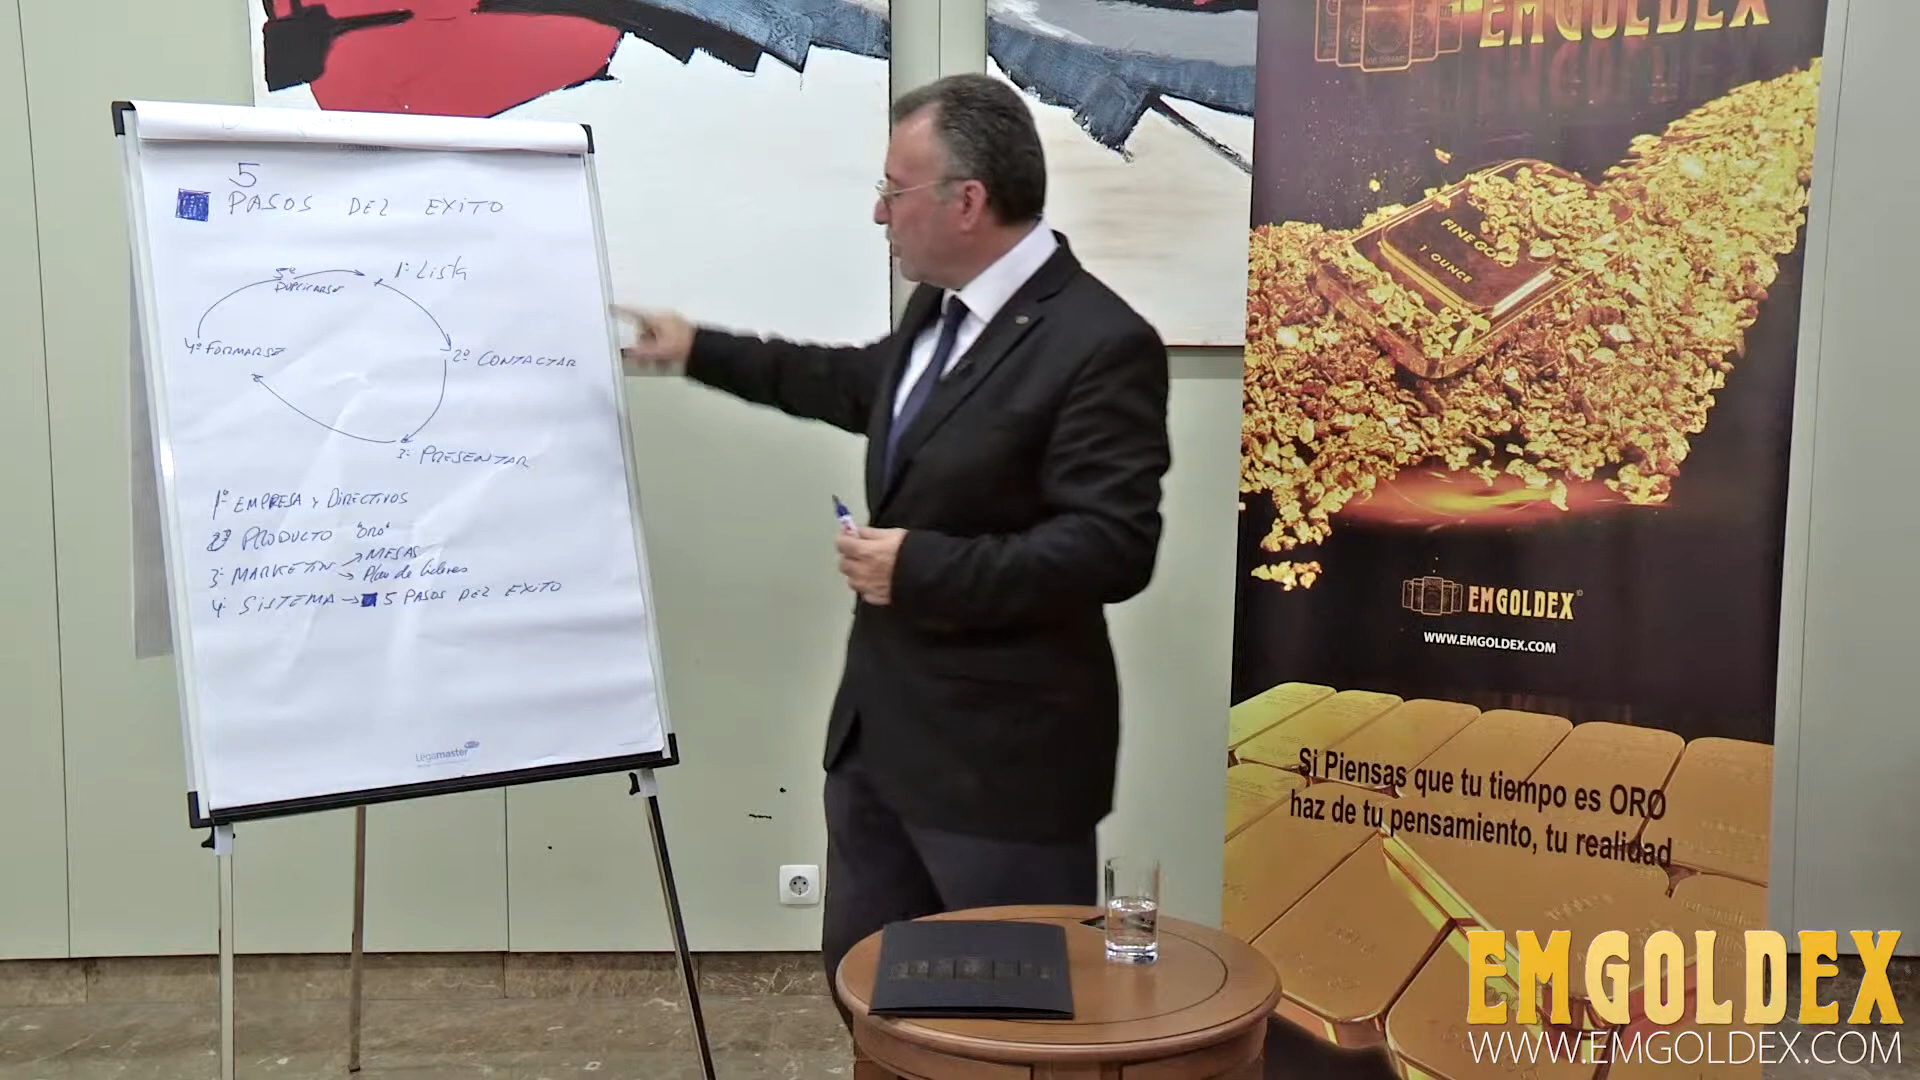 5
PASOS DEL EXITO
1º Lista
5º
DUPLICARSE
4º FORMARSE
2º CONTACTAR
3º PRESENTAR
1º EMPRESA Y DIRECTIVOS
2º PRODUCTO "ORO"
3º MARKETIN → MESAS
→ Plan de Lideres
4º SISTEMA → 5 PASOS DEL EXITO
Legamaster
EMGOLDEX
FINE GO
1 OUNCE
EMGOLDEX
WWW.EMGOLDEX.COM
Si Piensas que tu tiempo es ORO
haz de tu pensamiento, tu realidad
EMGOLDEX
WWW.EMGOLDEX.COM